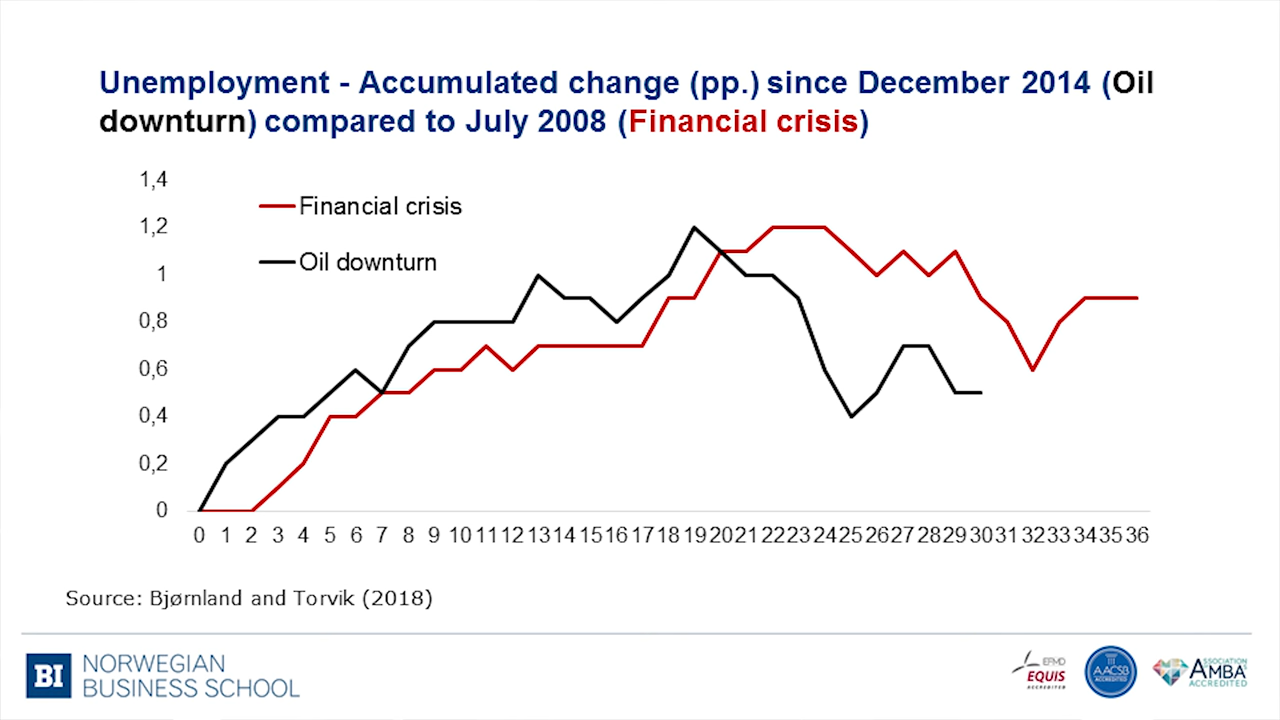 Unemployment - Accumulated change (pp.) since December 2014 (Oil
downturn) compared to July 2008 (Financial crisis)
1,4
1,2
1
0,8
0,6
0,4
0,2
0
Financial crisis
Oil downturn
0 1 2 3 4 5 6 7 8 9 10 11 12 13 14 15 16 17 18 19 20 21 22 23 24 25 26 27 28 29 30 31 32 33 34 35 36
Source: Bjørnland and Torvik (2018)
BI
NORWEGIAN
BUSINESS SCHOOL
EFMD
EQUIS
ACCREDITED
AACSB
ACCREDITED
ASSOCIATION
AMBA
ACCREDITED